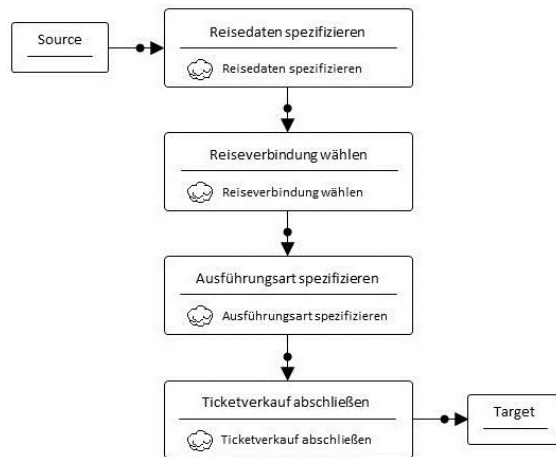 Source
Reisedaten spezifizieren
Reisedaten spezifizieren
Reiseverbindung wählen
Reiseverbindung wählen
Ausführungsart spezifizieren
Ausführungsart spezifizieren
Ticketverkauf abschließen
Ticketverkauf abschließen
Target